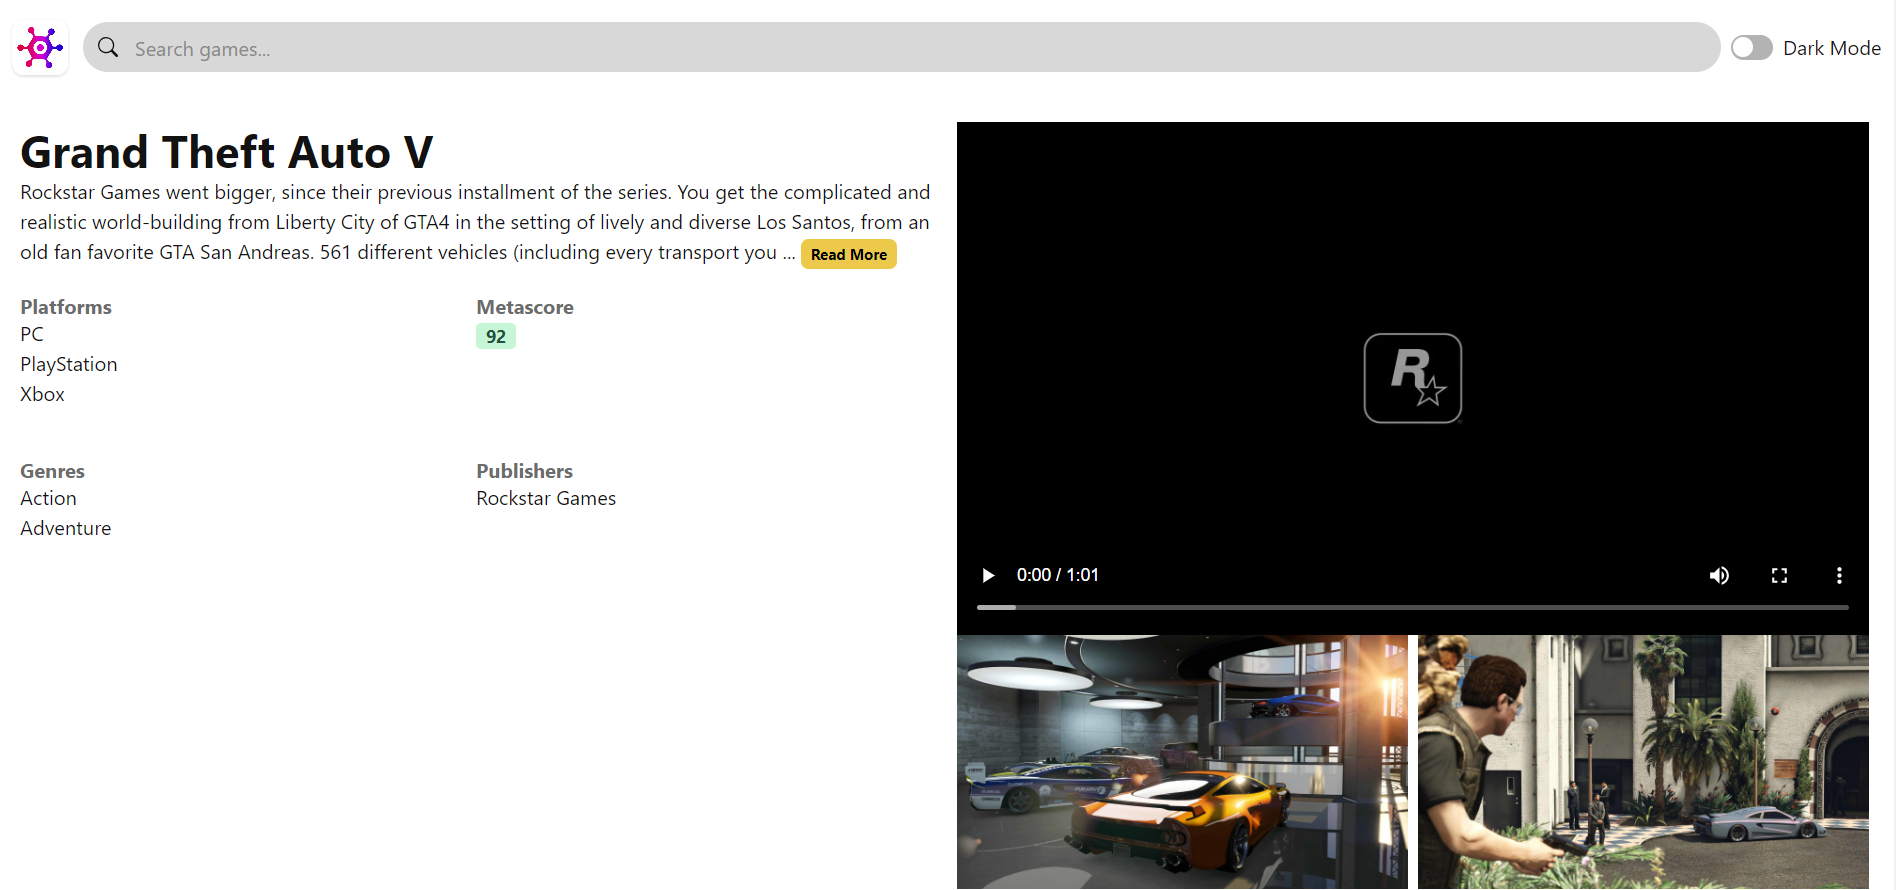 Search games...
Dark Mode
Grand Theft Auto V
Rockstar Games went bigger, since their previous installment of the series. You get the complicated and
realistic world-building from Liberty City of GTA4 in the setting of lively and diverse Los Santos, from an
old fan favorite GTA San Andreas. 561 different vehicles (including every transport you ... Read More
Platforms
PC
PlayStation
Xbox
Metascore
92
Genres
Action
Adventure
Publishers
Rockstar Games
R
0:00 / 1:01